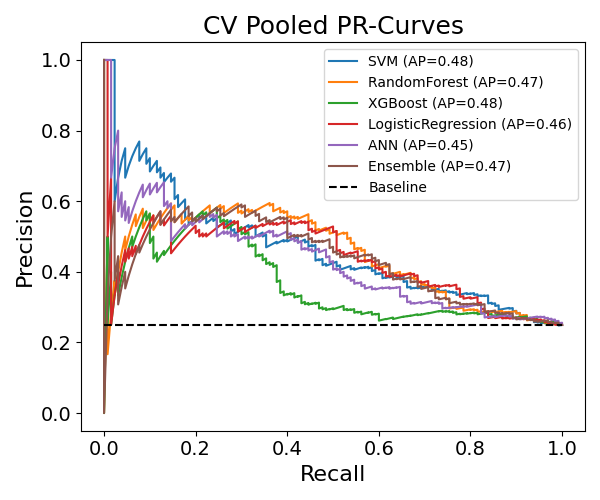 CV Pooled PR-Curves
1.0
0.8
0.6
0.4
0.2
0.0
Precision
SVM (AP=0.48)
RandomForest (AP=0.47)
XGBoost (AP=0.48)
LogisticRegression (AP=0.46)
ANN (AP=0.45)
Ensemble (AP=0.47)
Baseline
0.0 0.2 0.4 0.6 0.8 1.0
Recall